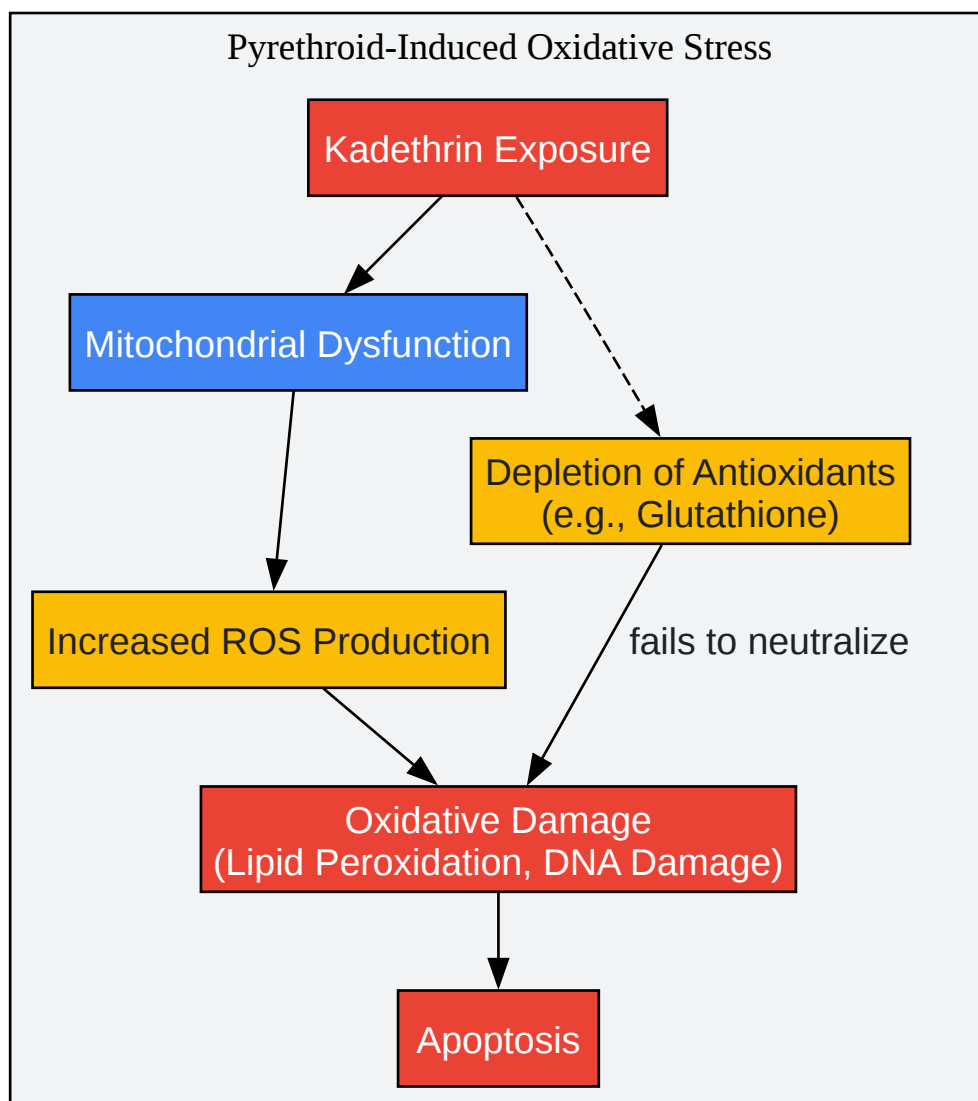 Pyrethroid-Induced Oxidative Stress
Kadethrin Exposure
Mitochondrial Dysfunction
Depletion of Antioxidants
(e.g., Glutathione)
Increased ROS Production
fails to neutralize
Oxidative Damage
(Lipid Peroxidation, DNA Damage)
Apoptosis